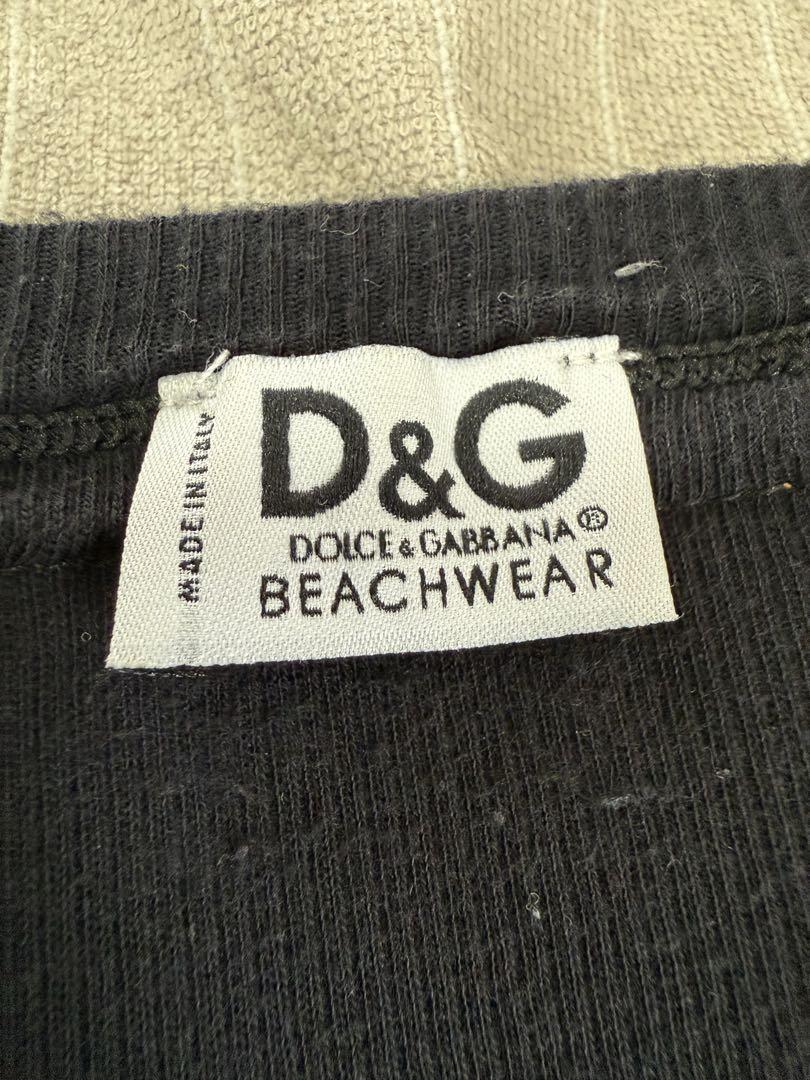 MADE IN ITALY
D&G
DOLCE & GABBANA®
BEACHWEAR